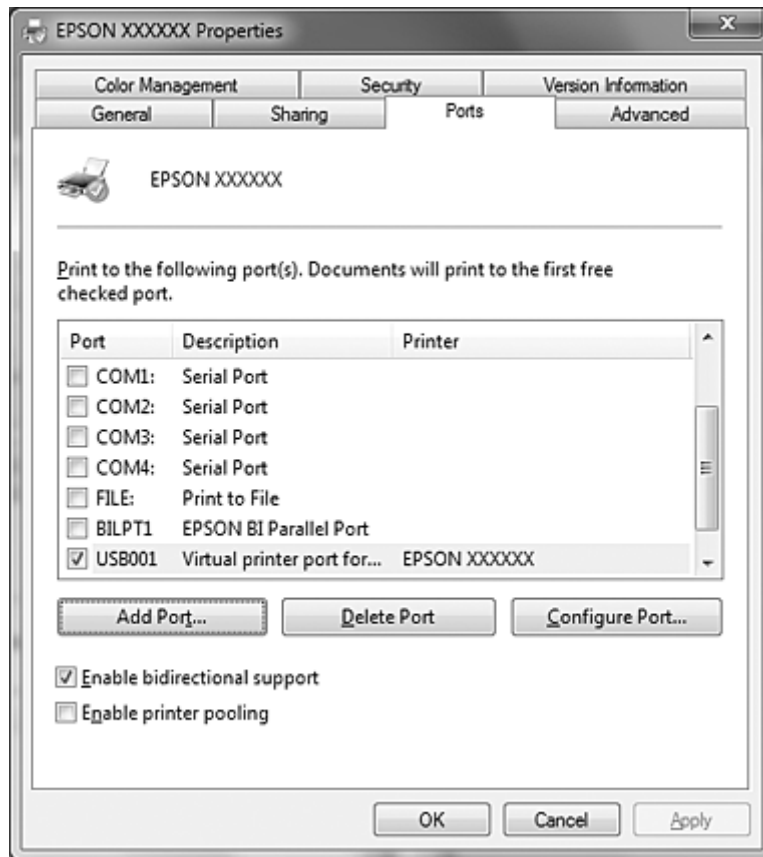 EPSON XXXXXX Properties
Color Management Security Version Information
General Sharing Ports Advanced
EPSON XXXXXX
Print to the following port(s). Documents will print to the first free
checked port.
Port Description Printer
COM1: Serial Port
COM2: Serial Port
COM3: Serial Port
COM4: Serial Port
FILE: Print to File
BILPT1 EPSON BI Parallel Port
USB001 Virtual printer port for... EPSON XXXXXX
Add Port... Delete Port Configure Port...
Enable bidirectional support
Enable printer pooling
OK Cancel Apply